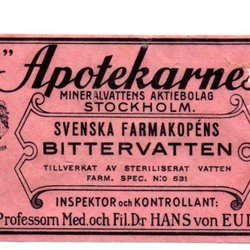 "Apotekarnes
MINERALVATTENS AKTIEBOLAG
STOCKHOLM.
SVENSKA FARMAKOPÉNS
BITTERVATTEN
TILLVERKAT AV STERILISERAT VATTEN
FARM. SPEC. N:O 531
INSPEKTOR och KONTROLLANT:
Professorn Med. och Fil. Dr HANS von EUL